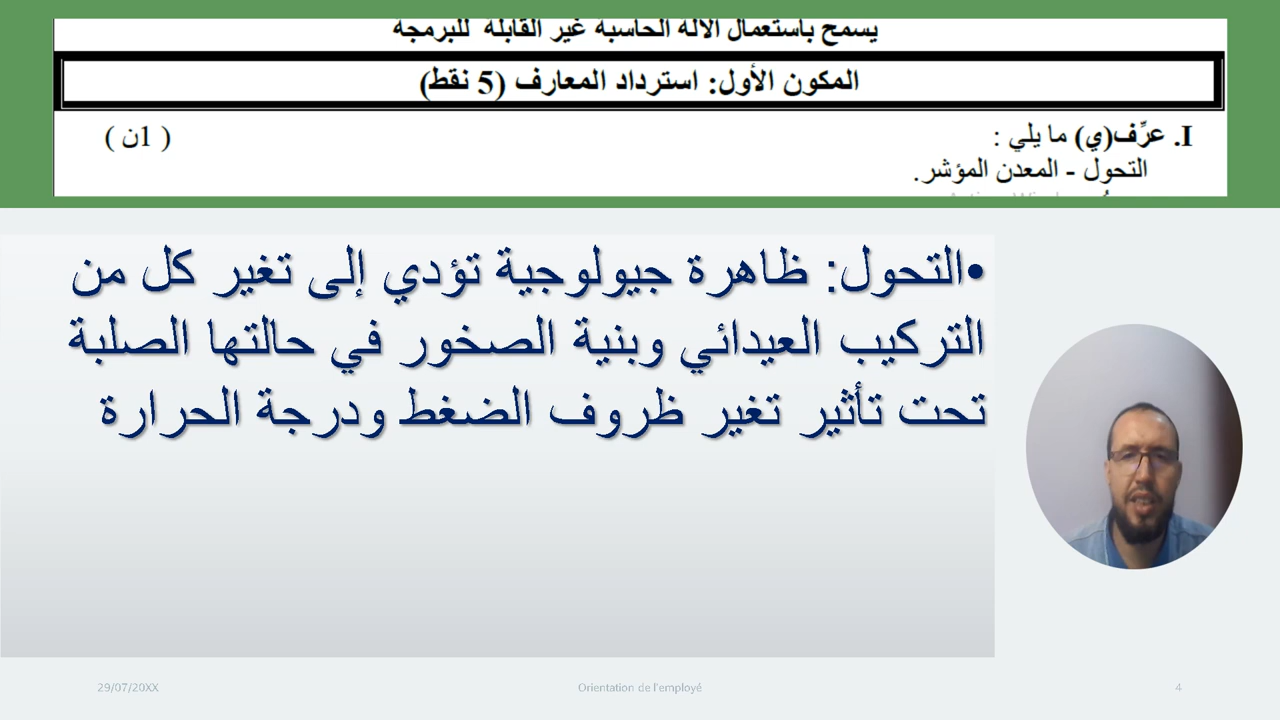 يسمح باستعمال الآلة الحاسبة غير القابلة للبرمجة
المكون الأول: استرداد المعارف (5 نقط)
I. عرِّف(ي) ما يلي : ( 1ن )
التحول - المعدن المؤشر.
•التحول: ظاهرة جيولوجية تؤدي إلى تغير كل من
التركيب العيدائي وبنية الصخور في حالتها الصلبة
تحت تأثير تغير ظروف الضغط ودرجة الحرارة
29/07/20XX Orientation de l'employé 4